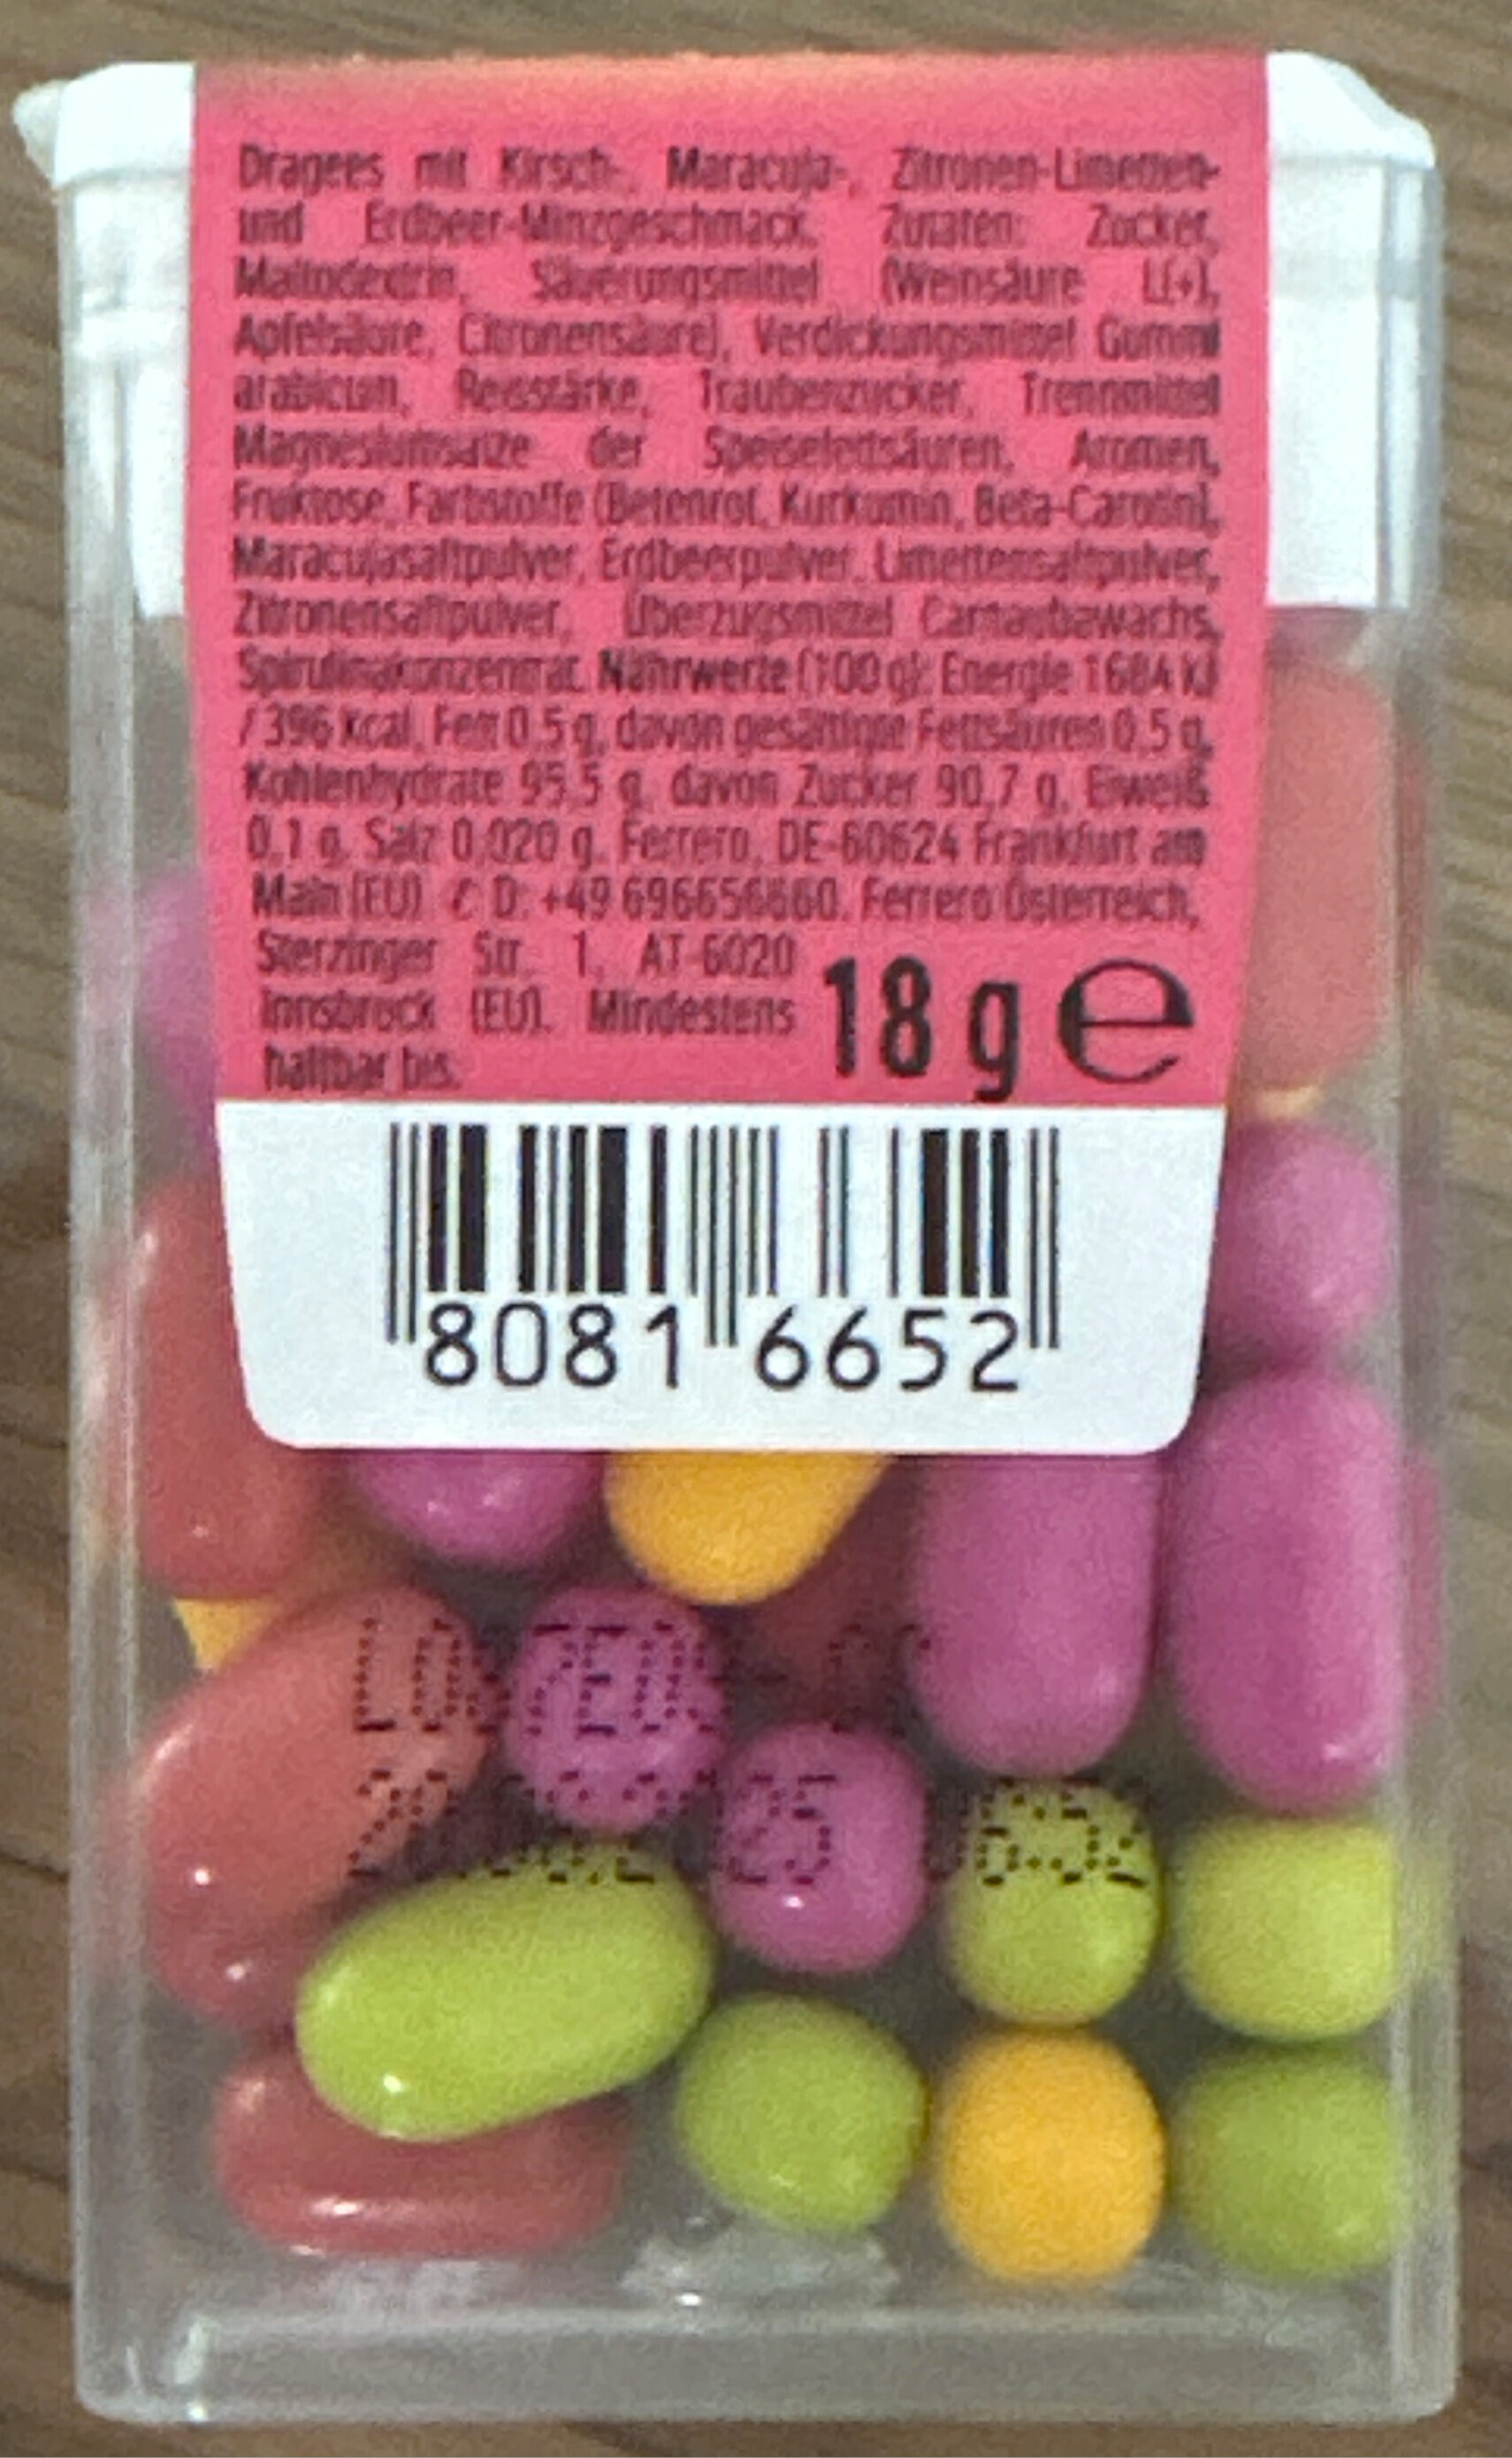 Dragees mit Kirsch-, Maracuja-, Zitronen-Limetten-
und Erdbeer-Minzgeschmack. Zutaten: Zucker,
Maltodextrin, Säuerungsmittel (Weinsäure L(+),
Apfelsäure, Citronensäure), Verdickungsmittel Gummi
arabicum, Reisstärke, Traubenzucker, Trennmittel
Magnesiumsalze der Speisefettsäuren, Aromen,
Fruktose, Farbstoffe (Betenrot, Kurkumin, Beta-Carotin),
Maracujasaftpulver, Erdbeerpulver, Limettensaftpulver,
Zitronensaftpulver, Überzugsmittel Carnaubawachs,
Spirulinakonzentrat. Nährwerte (100 g): Energie 1684 kJ
/ 396 kcal, Fett 0,5 g, davon gesättigte Fettsäuren 0,5 g,
Kohlenhydrate 95,5 g, davon Zucker 90,7 g, Eiweiß
0,1 g, Salz 0,020 g. Ferrero, DE-60624 Frankfurt am
Main (EU). ✆ D: +49 696656660. Ferrero Österreich,
Sterzinger Str. 1, AT-6020
Innsbruck (EU). Mindestens
haltbar bis:
18 g e
8081 6652